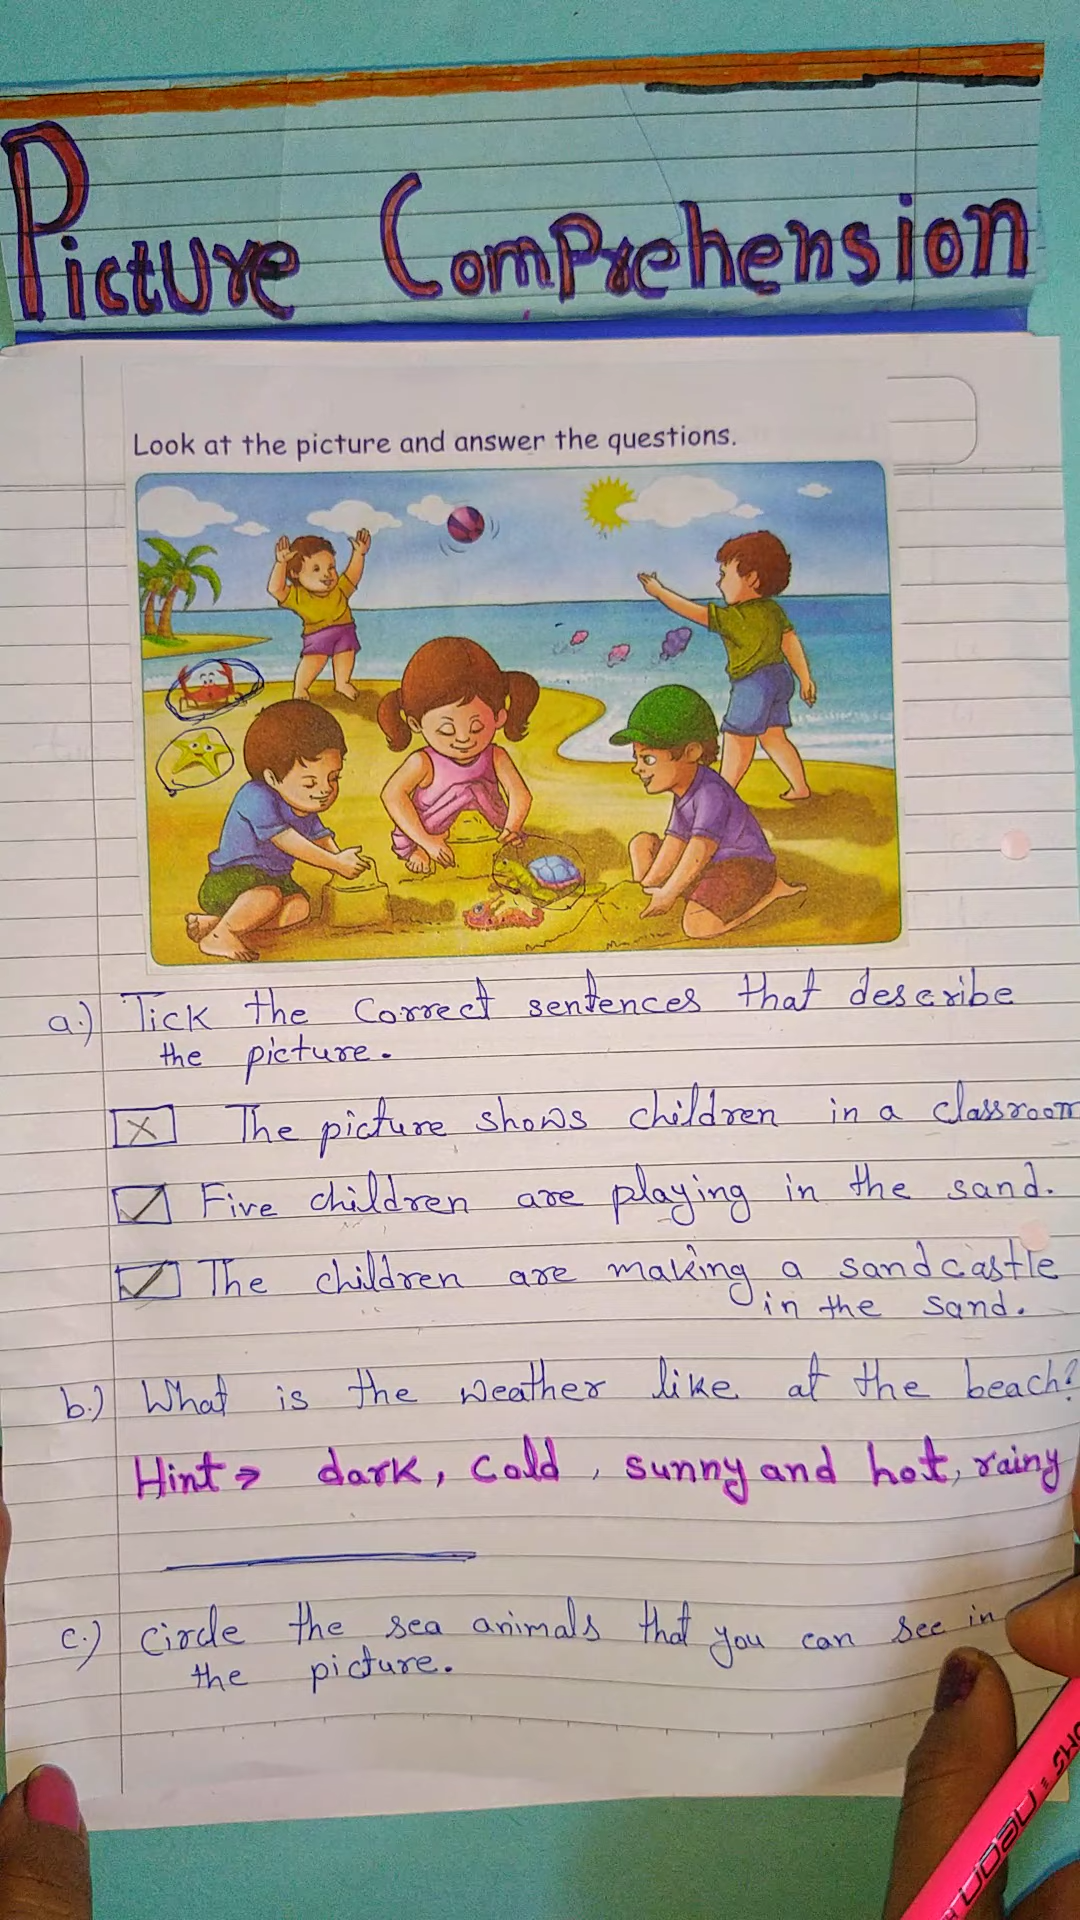 Picture Comprehension
Look at the picture and answer the questions.
a.) Tick the correct sentences that describe
the picture.
The picture shows children in a classroom
Five children are playing in the sand.
The children are making a sandcastle
in the sand.
b.) What is the weather like at the beach?
Hint → dark, cold, sunny and hot, rainy
c.) circle the sea animals that you can see in
the picture.
neon